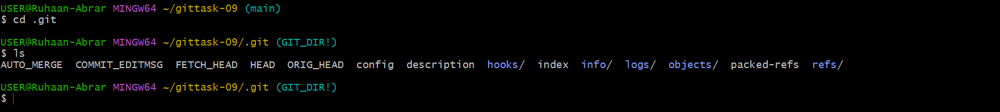 USER@Ruhaan-Abrar MINGW64 ~/gittask-09 (main)
$ cd .git
USER@Ruhaan-Abrar MINGW64 ~/gittask-09/.git (GIT_DIR!)
$ ls
AUTO_MERGE  COMMIT_EDITMSG  FETCH_HEAD  HEAD  ORIG_HEAD  config  description  hooks/  index  info/  logs/  objects/  packed-refs  refs/
USER@Ruhaan-Abrar MINGW64 ~/gittask-09/.git (GIT_DIR!)
$